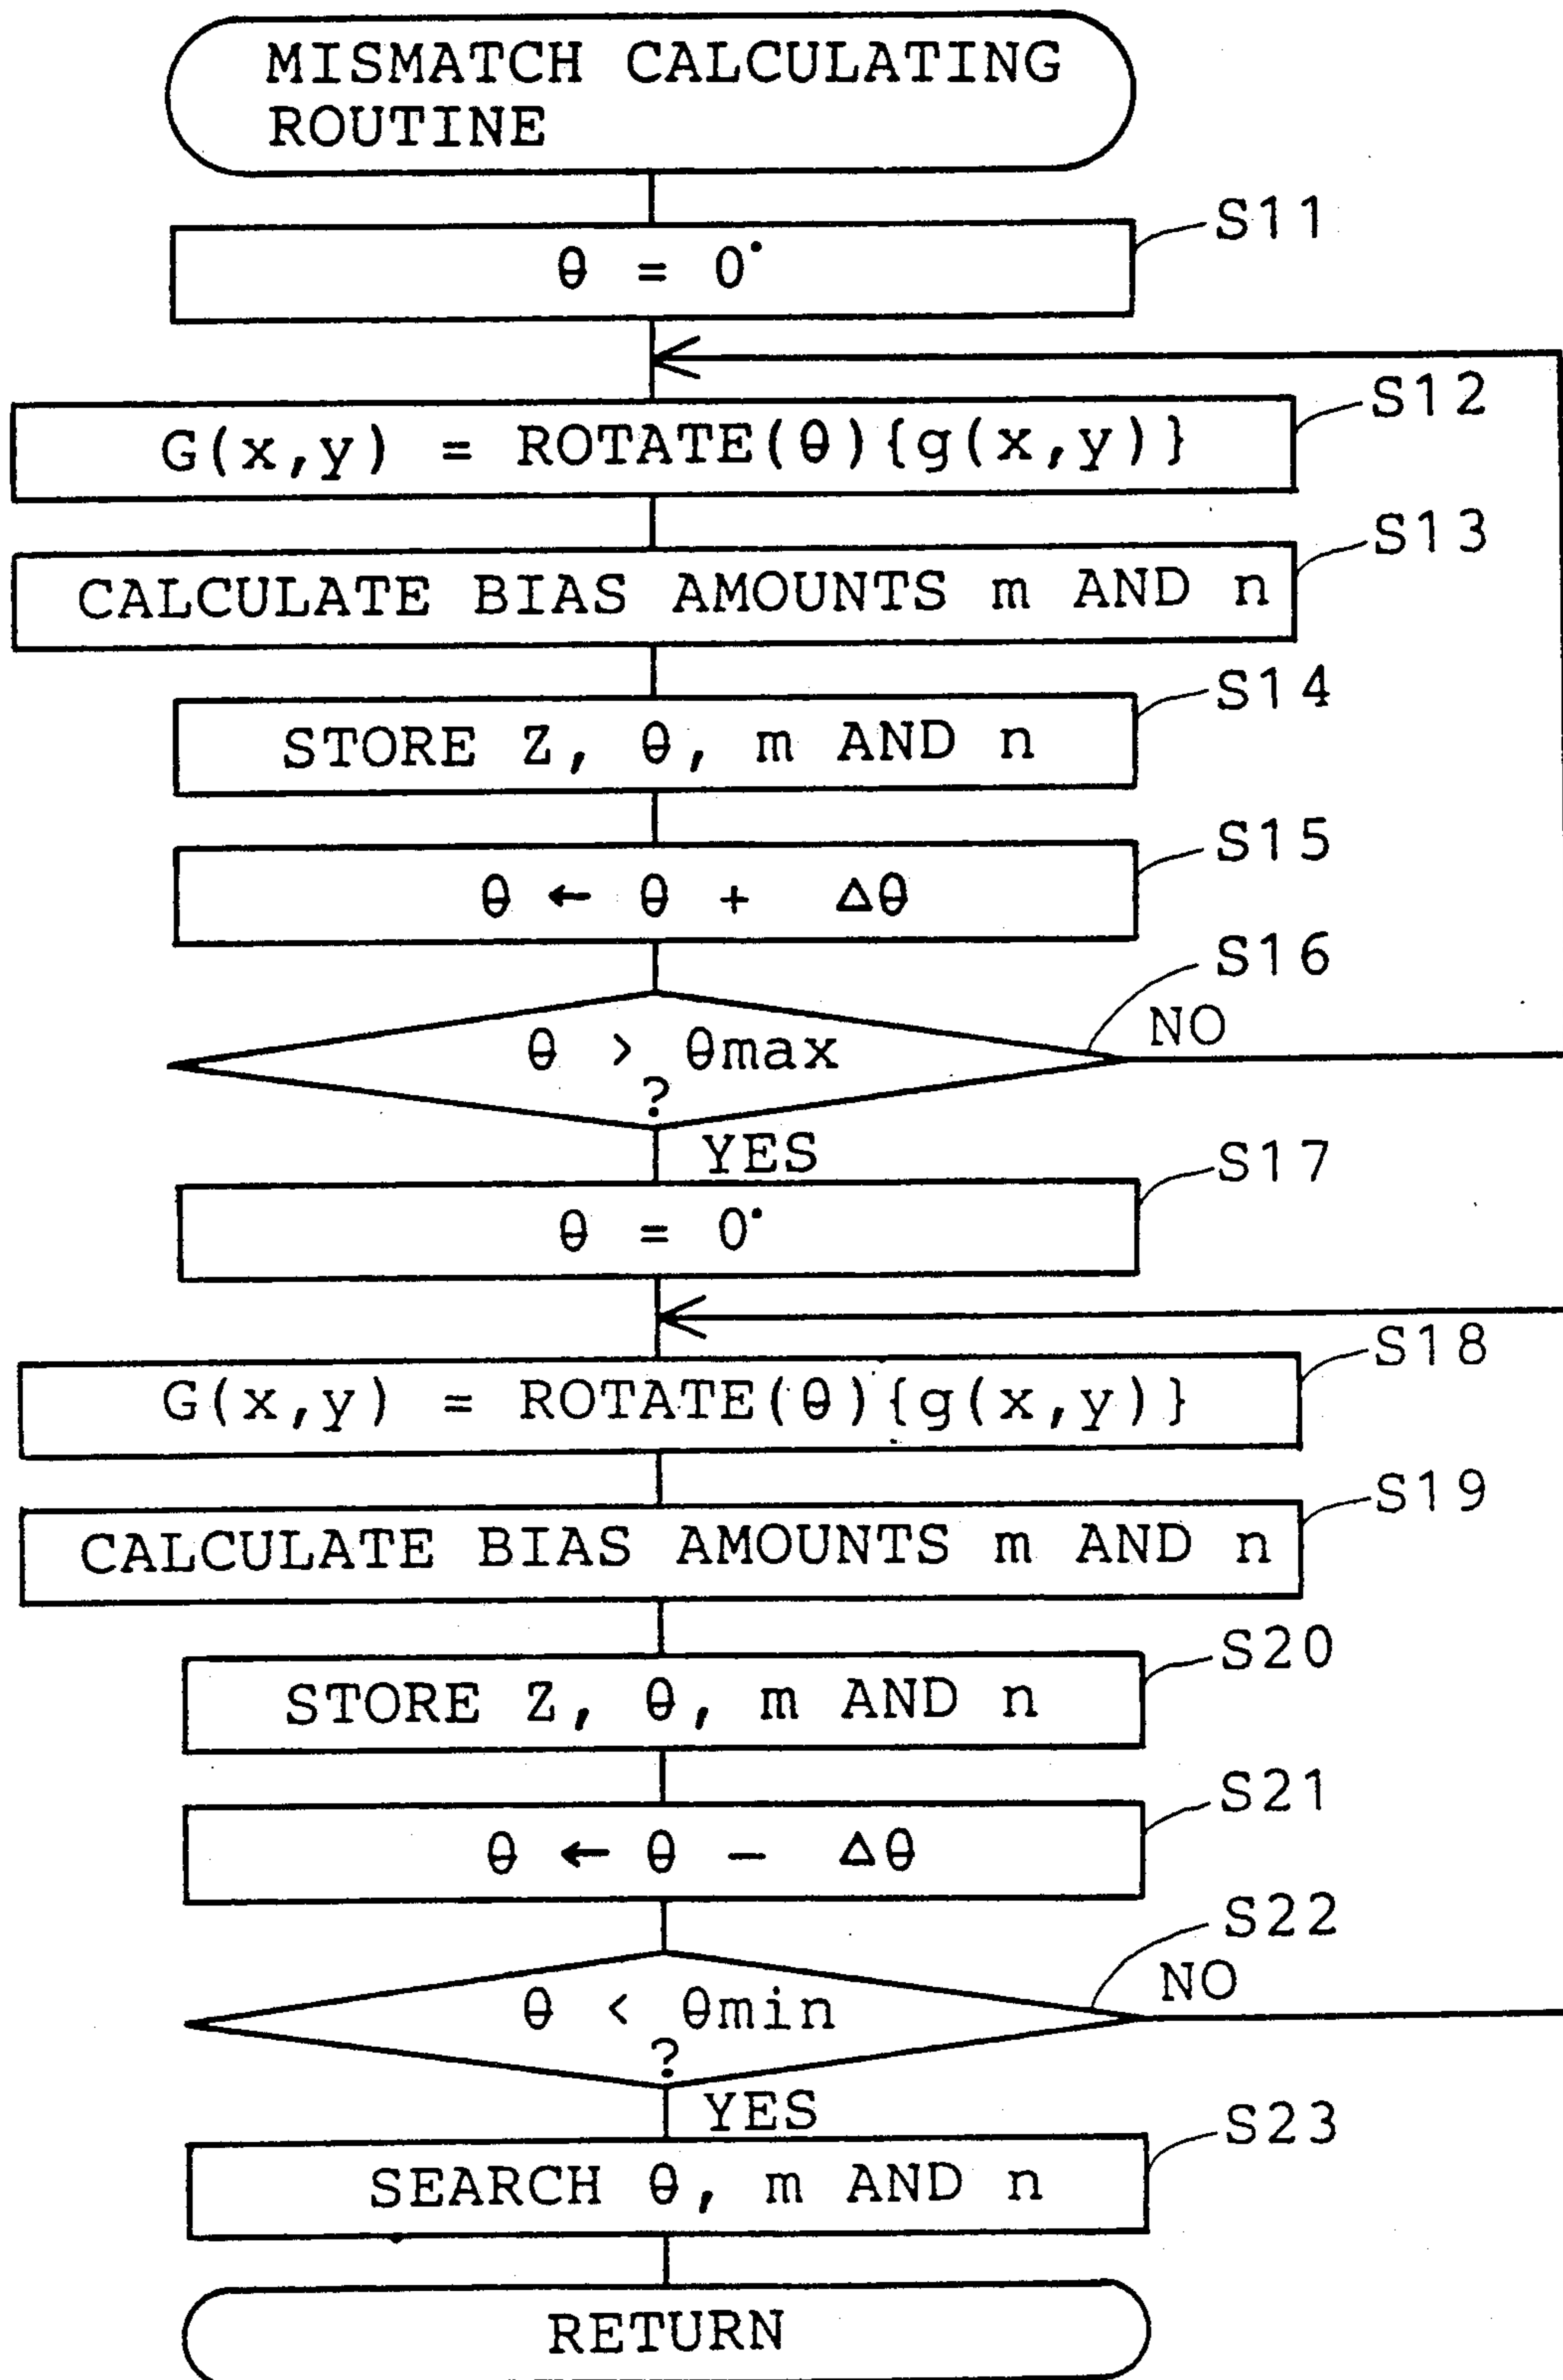 MISMATCH CALCULATING
ROUTINE
S11
θ = 0°
S12
G(x,y) = ROTATE(θ){g(x,y)}
S13
CALCULATE BIAS AMOUNTS m AND n
S14
STORE Z, θ, m AND n
S15
θ ← θ + Δθ
S16
θ > θmax
?
NO
YES
S17
θ = 0°
S18
G(x,y) = ROTATE(θ){g(x,y)}
S19
CALCULATE BIAS AMOUNTS m AND n
S20
STORE Z, θ, m AND n
S21
θ ← θ - Δθ
S22
θ < θmin
?
NO
YES
S23
SEARCH θ, m AND n
RETURN